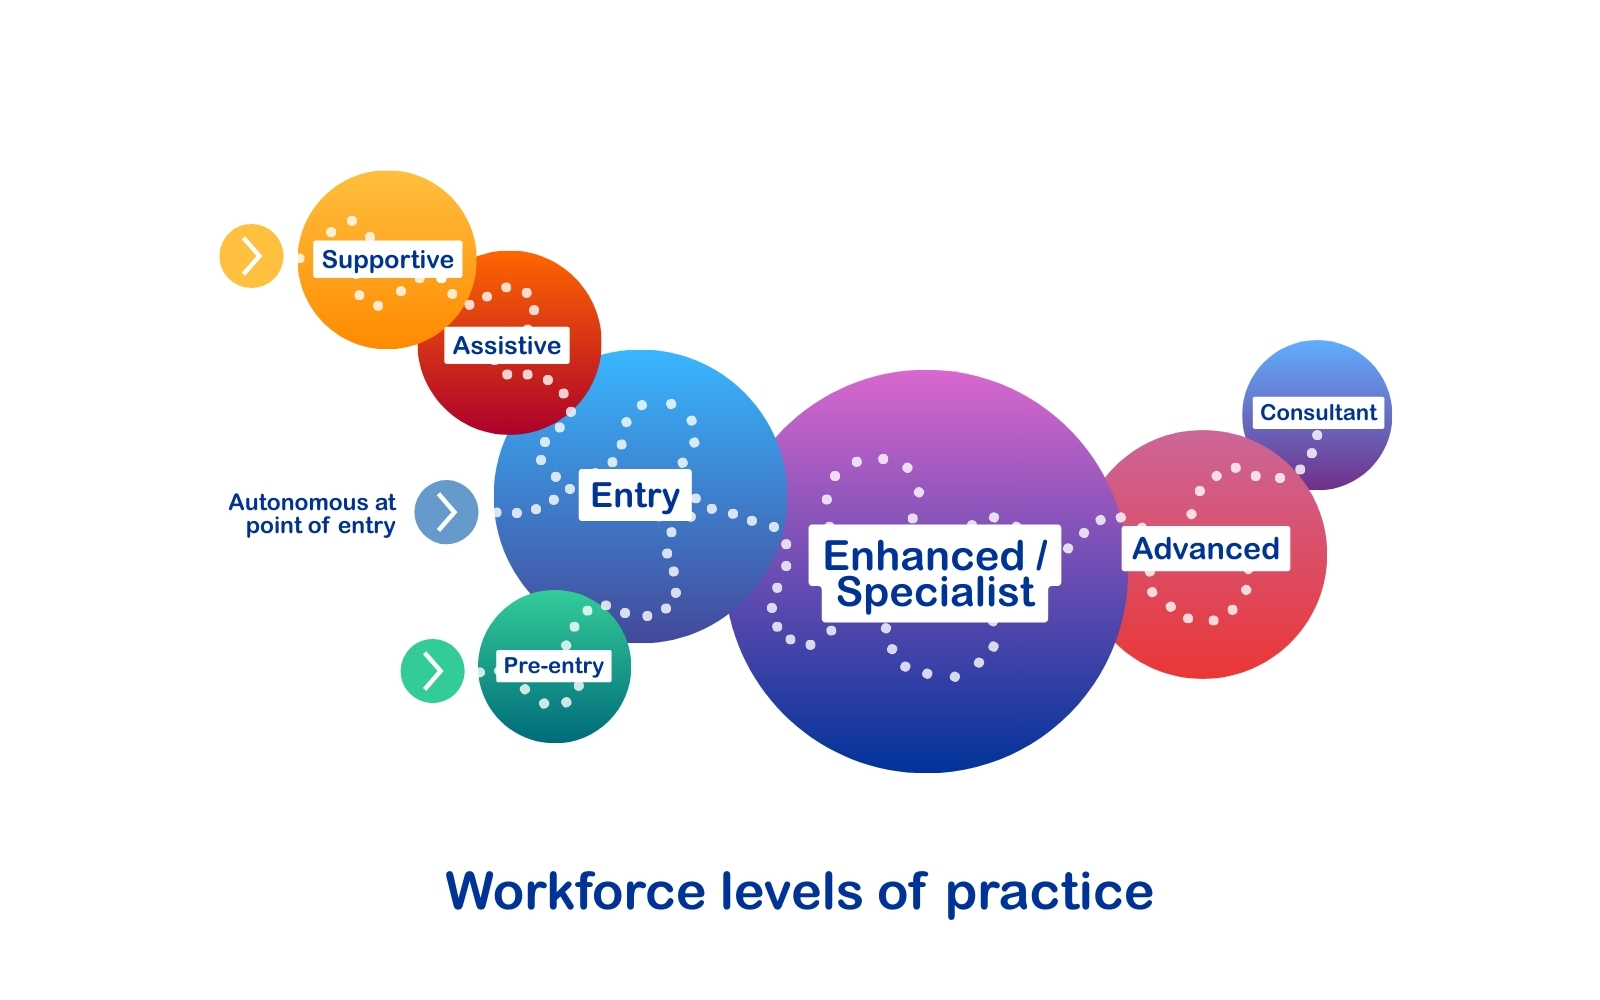 Supportive
Assistive
Consultant
Autonomous at
point of entry
Entry
Enhanced /
Specialist
Advanced
Pre-entry
Workforce levels of practice